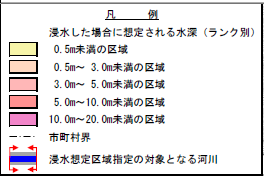 凡　　例
浸水した場合に想定される水深（ランク別）
0.5m未満の区域
0.5m～ 3.0m未満の区域
3.0m～ 5.0m未満の区域
5.0m～10.0m未満の区域
10.0m～20.0m未満の区域
市町村界
浸水想定区域指定の対象となる河川